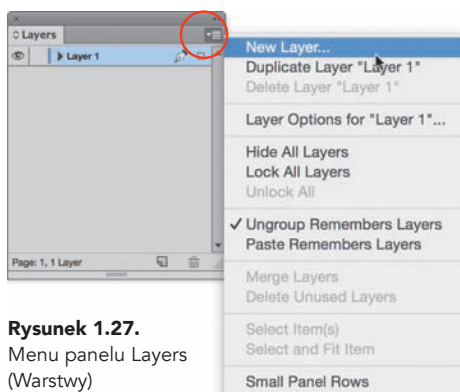 Layers
Layer 1
Page: 1, 1 Layer
New Layer...
Duplicate Layer "Layer 1"
Delete Layer "Layer 1"
Layer Options for "Layer 1"...
Hide All Layers
Lock All Layers
Unlock All
Ungroup Remembers Layers
Paste Remembers Layers
Merge Layers
Delete Unused Layers
Select Item(s)
Select and Fit Item
Small Panel Rows
Rysunek 1.27.
Menu panelu Layers
(Warstwy)